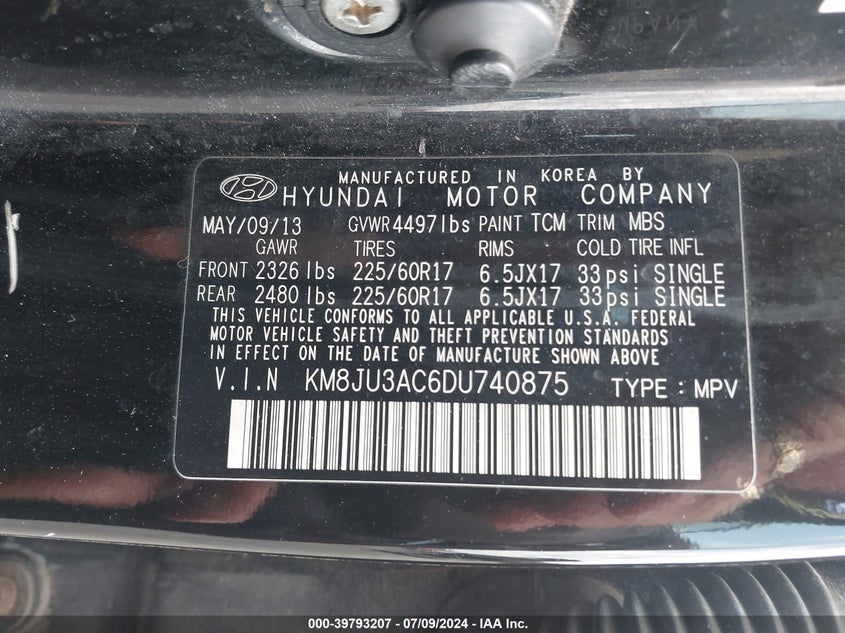 MANUFACTURED IN KOREA BY
HYUNDAI MOTOR COMPANY
MAY/09/13 GVWR 4497lbs PAINT TCM TRIM MBS
GAWR TIRES RIMS COLD TIRE INFL
FRONT 2326 lbs 225/60R17 6.5JX17 33psi SINGLE
REAR 2480 lbs 225/60R17 6.5JX17 33psi SINGLE
THIS VEHICLE CONFORMS TO ALL APPLICABLE U.S.A. FEDERAL
MOTOR VEHICLE SAFETY AND THEFT PREVENTION STANDARDS
IN EFFECT ON THE DATE OF MANUFACTURE SHOWN ABOVE
V.I.N KM8JU3AC6DU740875 TYPE : MPV
000-39793207 - 07/09/2024 - IAA Inc.